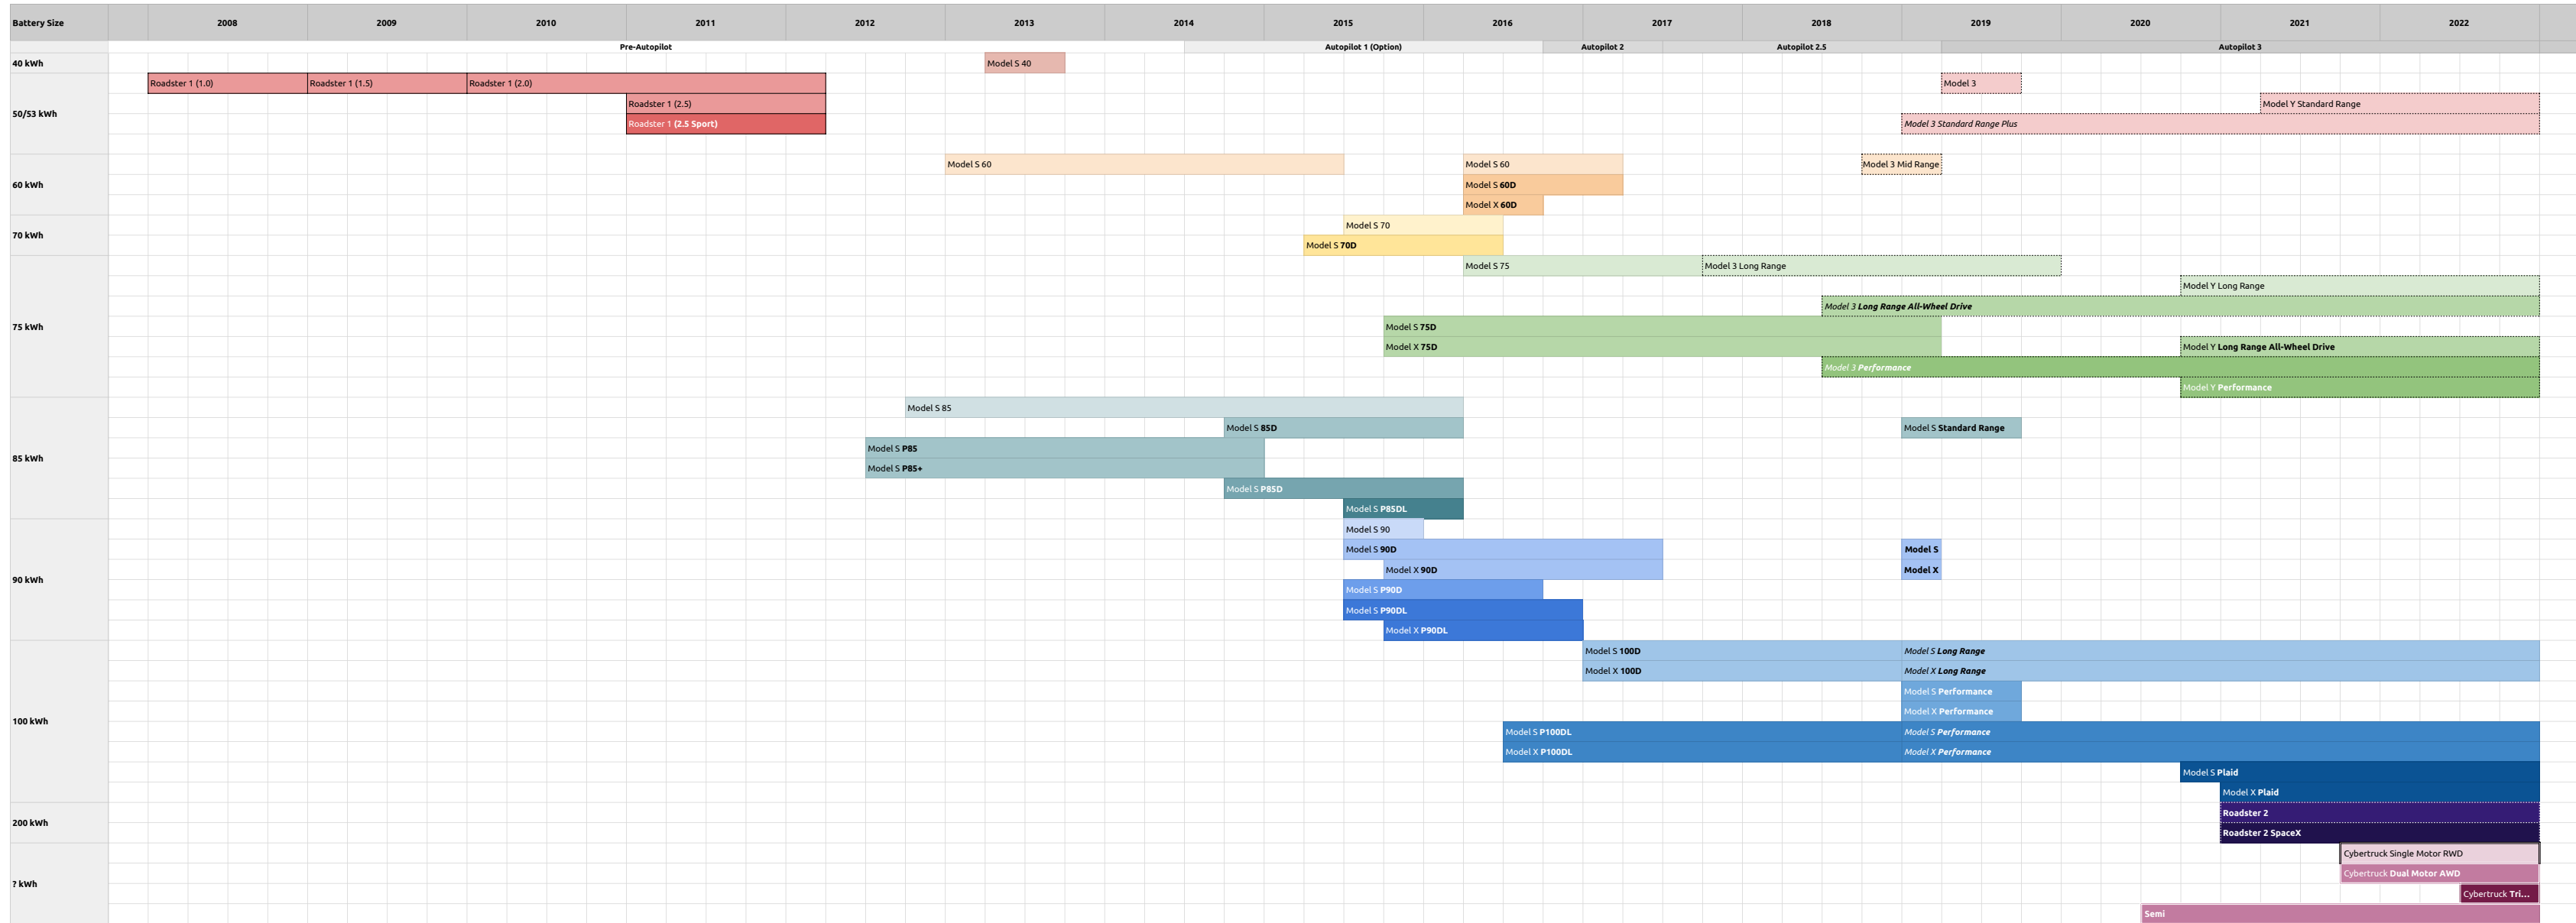 Battery Size 2008 2009 2010 2011 2012 2013 2014 2015 2016 2017 2018 2019 2020 2021 2022
Pre-Autopilot Autopilot 1 (Option) Autopilot 2 Autopilot 2.5 Autopilot 3
40 kWh Model S 40
Roadster 1 (1.0) Roadster 1 (1.5) Roadster 1 (2.0) Model 3
Roadster 1 (2.5) Model Y Standard Range
50/53 kWh
Roadster 1 (2.5 Sport) Model 3 Standard Range Plus
Model S 60 Model S 60 Model 3 Mid Range
60 kWh Model S 60D
Model X 60D
Model S 70
70 kWh
Model S 70D
Model S 75 Model 3 Long Range
Model Y Long Range
Model 3 Long Range All-Wheel Drive
75 kWh Model S 75D
Model X 75D Model Y Long Range All-Wheel Drive
Model 3 Performance
Model Y Performance
Model S 85
Model S 85D Model S Standard Range
Model S P85
85 kWh
Model S P85+
Model S P85D
Model S P85DL
Model S 90
Model S 90D Model S
Model X 90D Model X
90 kWh
Model S P90D
Model S P90DL
Model X P90DL
Model S 100D Model S Long Range
Model X 100D Model X Long Range
Model S Performance
Model X Performance
100 kWh
Model S P100DL Model S Performance
Model X P100DL Model X Performance
Model S Plaid
Model X Plaid
Roadster 2
200 kWh
Roadster 2 SpaceX
Cybertruck Single Motor RWD
Cybertruck Dual Motor AWD
? kWh
Cybertruck Tri...
Semi